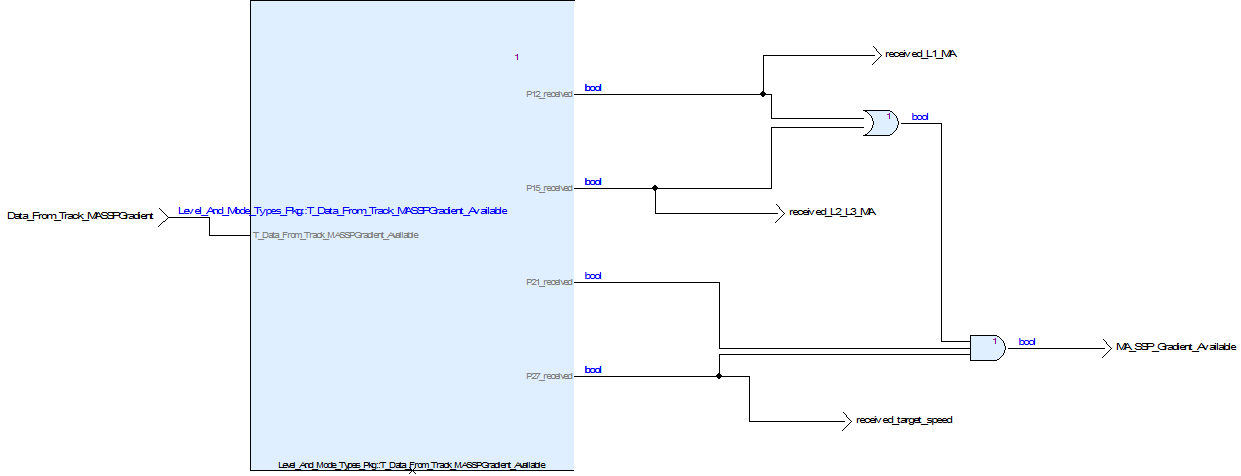 received_L1_MA
1
bool
P12_received
1
bool
bool
P15_received
Level_And_Mode_Types_Pkg::T_Data_From_Track_MASSPGradient_Available
received_L2_L3_MA
Data_From_Track_MASSPGradient
T_Data_From_Track_MASSPGradient_Available
bool
P21_received
1
bool
MA_SSP_Gradient_Available
bool
P27_received
received_target_speed
Level_And_Mode_Types_Pkg::T_Data_From_Track_MASSPGradient_Available